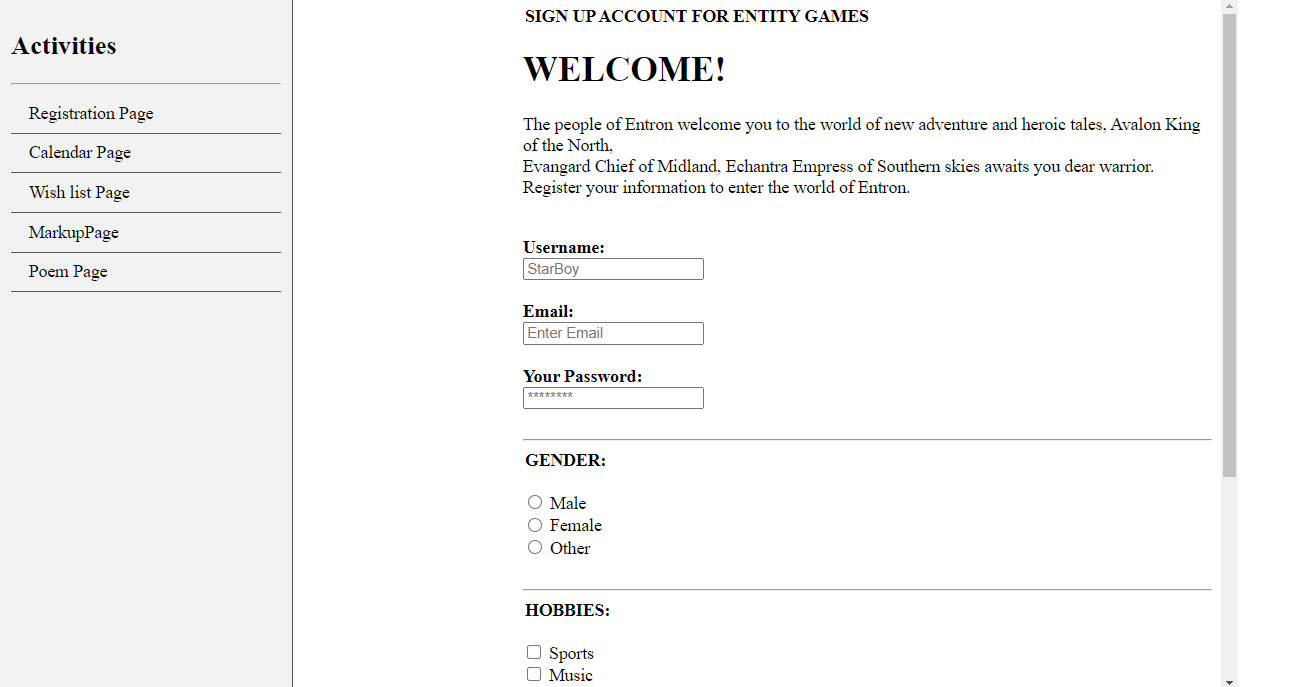 Activities
Registration Page
Calendar Page
Wish list Page
MarkupPage
Poem Page
SIGN UP ACCOUNT FOR ENTITY GAMES
WELCOME!
The people of Entron welcome you to the world of new adventure and heroic tales, Avalon King
of the North,
Evangard Chief of Midland, Echantra Empress of Southern skies awaits you dear warrior.
Register your information to enter the world of Entron.
Username:
StarBoy
Email:
Enter Email
Your Password:
********
GENDER:
Male
Female
Other
HOBBIES:
Sports
Music